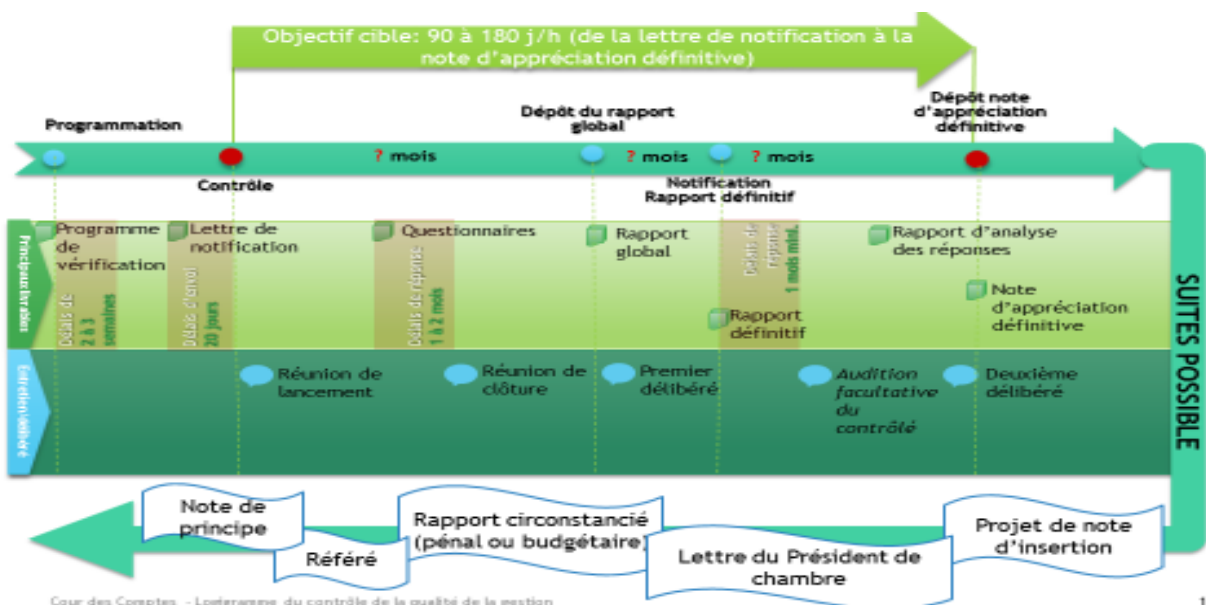 Objectif cible: 90 à 180 j/h (de la lettre de notification à la
note d'appréciation définitive)
Programmation
Dépôt du rapport
global
Dépôt note
d'appréciation
définitive
? mois
? mois
? mois
Contrôle
Notification
Rapport définitif
Principaux livrables
Programme
de
vérification
Délais de
2 à 3
semaines
Lettre de
notification
Délais d'envoi
20 jours
Questionnaires
Délais de réponse
1 à 2 mois
Rapport
global
Délais de
réponse
1 mois mini.
Rapport
définitif
Rapport d'analyse
des réponses
Note
d'appréciation
définitive
Entretien/délibéré
Réunion de
lancement
Réunion de
clôture
Premier
délibéré
Audition
facultative
du
contrôlé
Deuxième
délibéré
SUITES POSSIBLE
Note de
principe
Référé
Rapport circonstancié
(pénal ou budgétaire)
Lettre du Président de
chambre
Projet de note
d'insertion
Cour des Comptes - Logigramme du contrôle de la qualité de la gestion
1